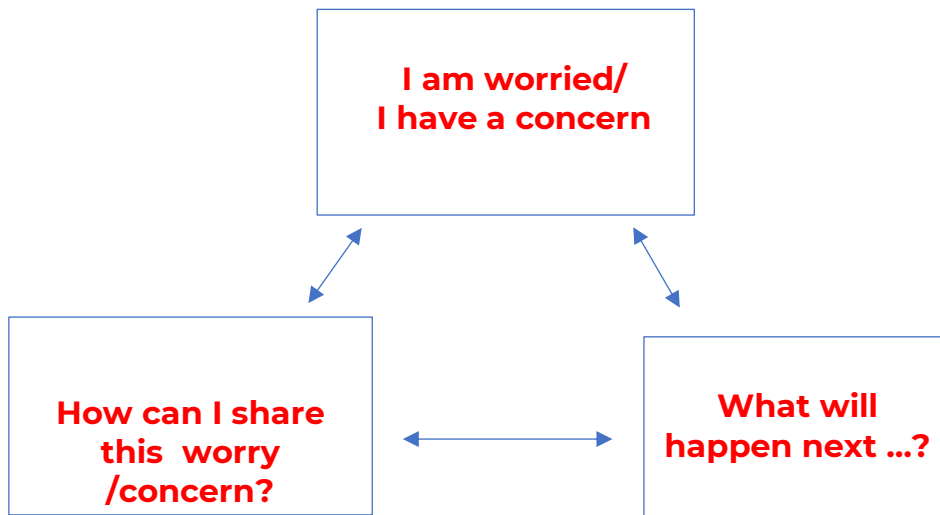 I am worried/
I have a concern
How can I share
this worry
/concern?
What will
happen next ...?